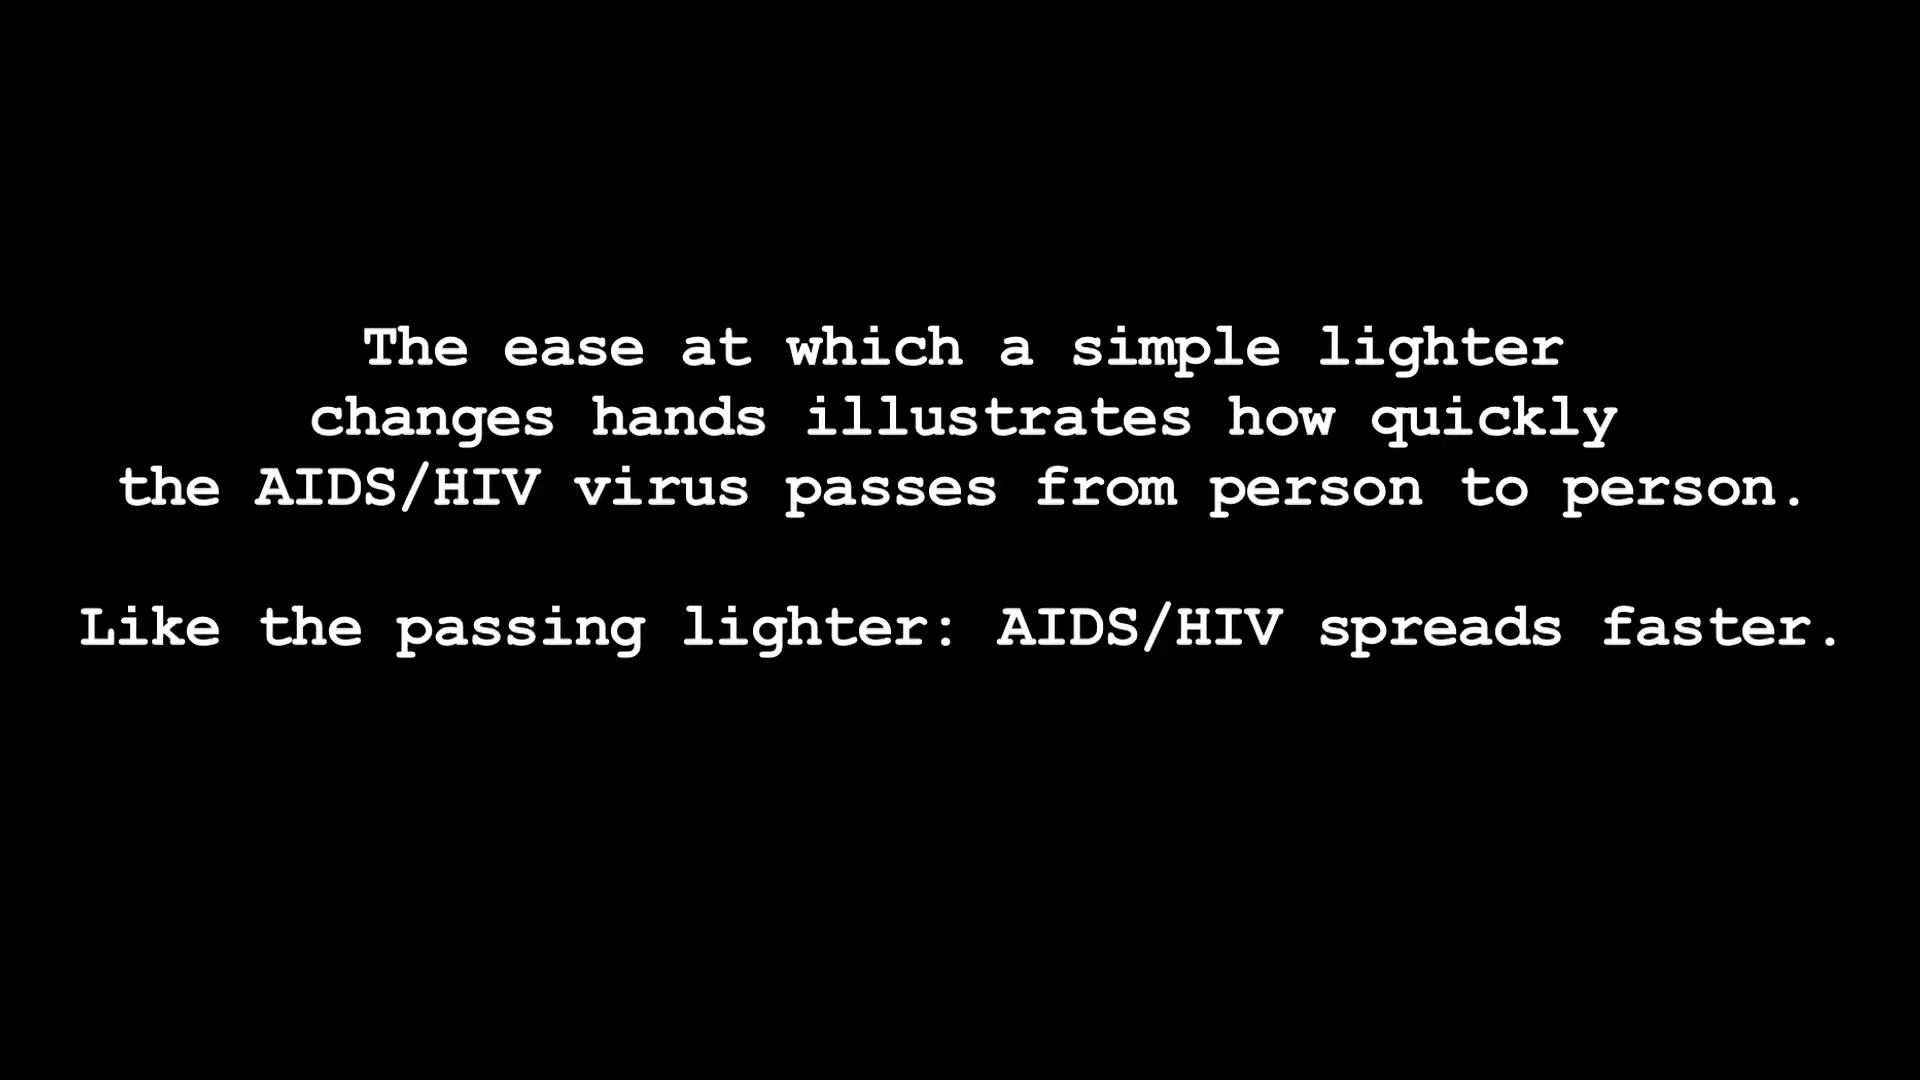 The ease at which a simple lighter
changes hands illustrates how quickly
the AIDS/HIV virus passes from person to person.
Like the passing lighter: AIDS/HIV spreads faster.